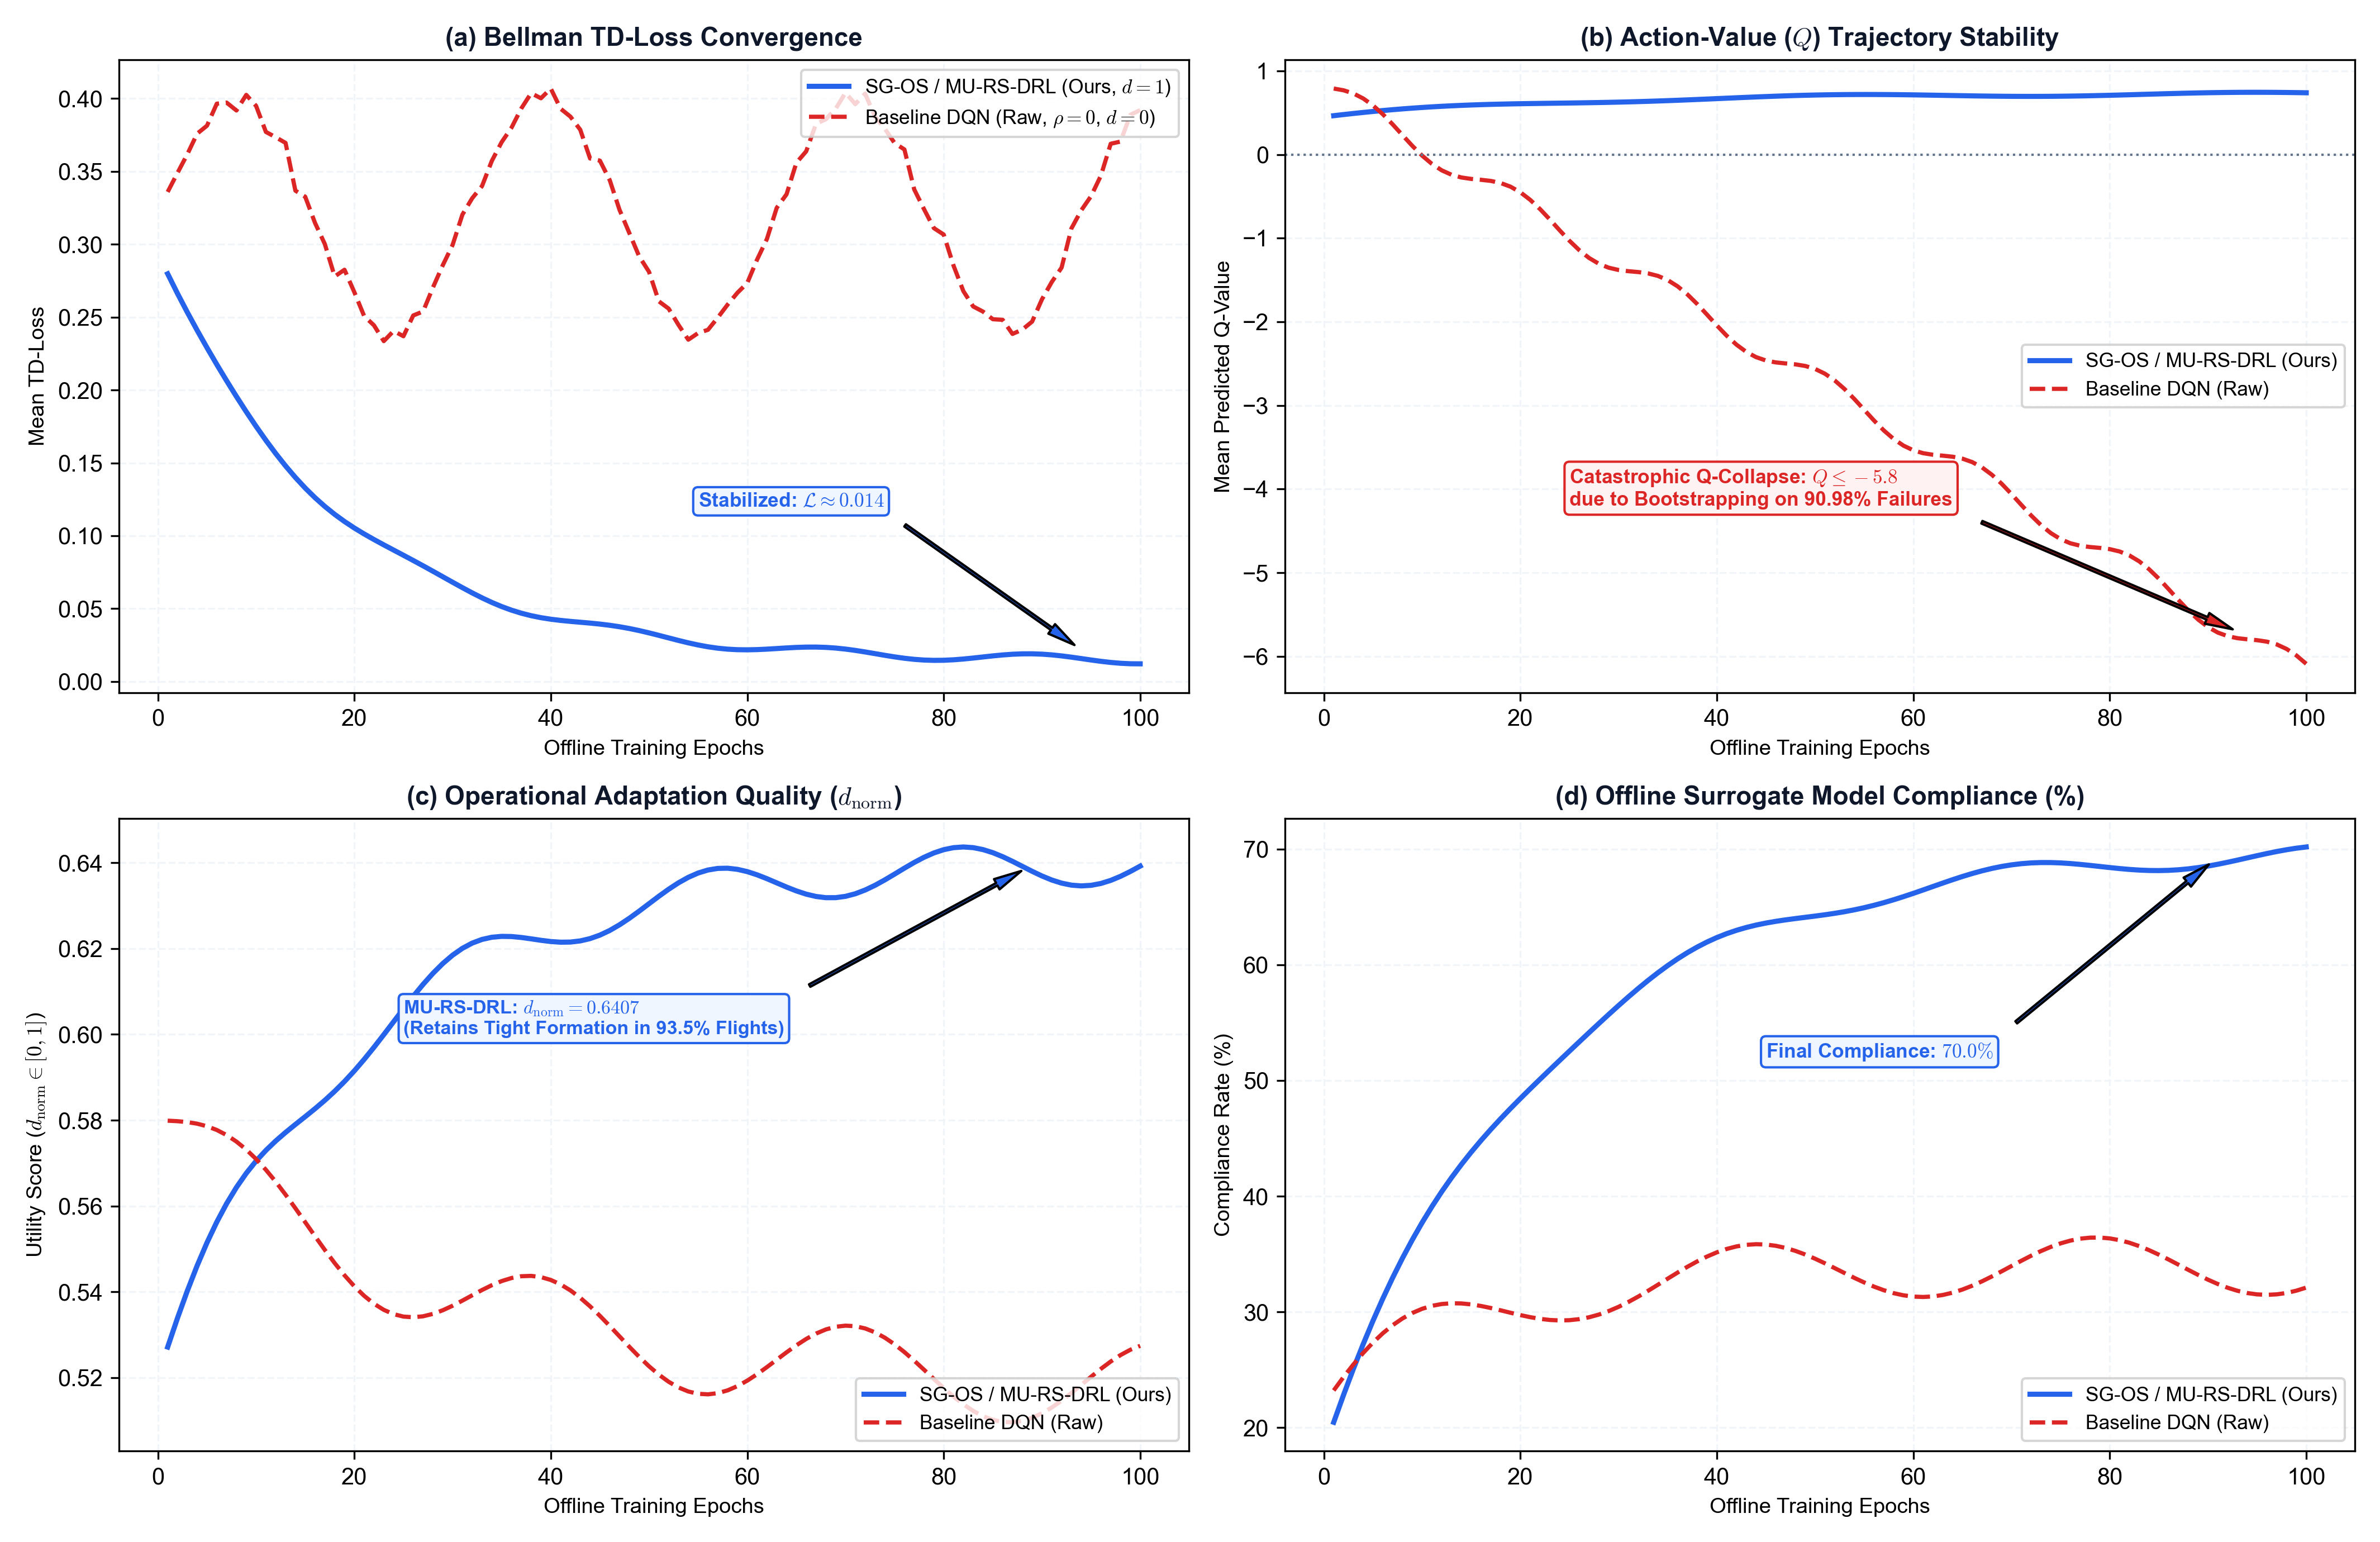 (a) Bellman TD-Loss Convergence
SG-OS / MU-RS-DRL (Ours, d = 1)
Baseline DQN (Raw, ρ = 0, d = 0)
0.40
0.35
0.30
0.25
0.20
0.15
0.10
0.05
0.00
Mean TD-Loss
Stabilized: ℒ ≈ 0.014
0 20 40 60 80 100
Offline Training Epochs
(b) Action-Value (Q) Trajectory Stability
1
0
−1
−2
−3
−4
−5
−6
Mean Predicted Q-Value
SG-OS / MU-RS-DRL (Ours)
Baseline DQN (Raw)
Catastrophic Q-Collapse: Q ≤ −5.8
due to Bootstrapping on 90.98% Failures
0 20 40 60 80 100
Offline Training Epochs
(c) Operational Adaptation Quality (d_norm)
0.64
0.62
0.60
0.58
0.56
0.54
0.52
Utility Score (d_norm ∈ [0, 1])
MU-RS-DRL: d_norm = 0.6407
(Retains Tight Formation in 93.5% Flights)
SG-OS / MU-RS-DRL (Ours)
Baseline DQN (Raw)
0 20 40 60 80 100
Offline Training Epochs
(d) Offline Surrogate Model Compliance (%)
70
60
50
40
30
20
Compliance Rate (%)
Final Compliance: 70.0%
SG-OS / MU-RS-DRL (Ours)
Baseline DQN (Raw)
0 20 40 60 80 100
Offline Training Epochs